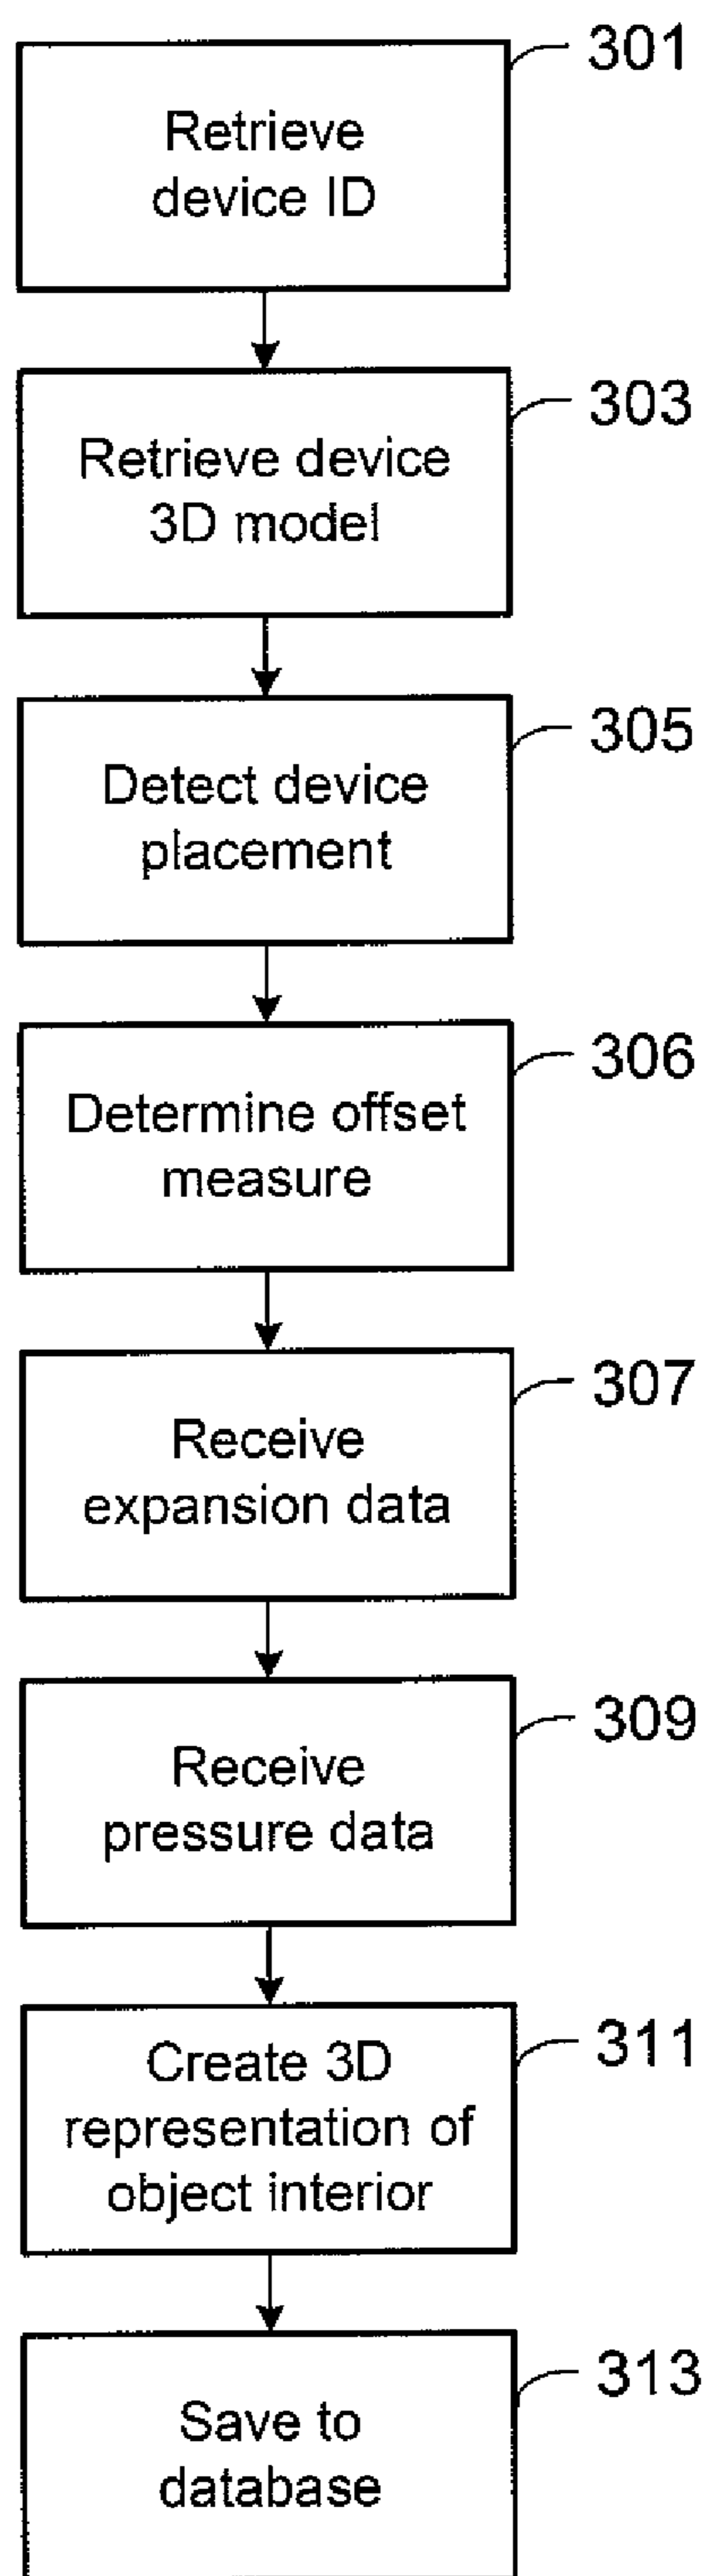 301
Retrieve
device ID
303
Retrieve device
3D model
305
Detect device
placement
306
Determine offset
measure
307
Receive
expansion data
309
Receive
pressure data
311
Create 3D
representation of
object interior
313
Save to
database